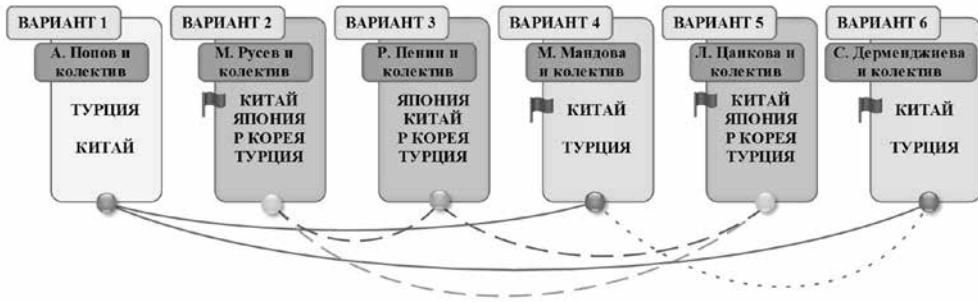 ВАРИАНТ 1
А. Попов и
колектив
ТУРЦИЯ
КИТАЙ
ВАРИАНТ 2
М. Русев и
колектив
КИТАЙ
ЯПОНИЯ
Р КОРЕЯ
ТУРЦИЯ
ВАРИАНТ 3
Р. Пенин и
колектив
ЯПОНИЯ
КИТАЙ
Р КОРЕЯ
ТУРЦИЯ
ВАРИАНТ 4
М. Мандова
и колектив
КИТАЙ
ТУРЦИЯ
ВАРИАНТ 5
Л. Цанкова и
колектив
КИТАЙ
ЯПОНИЯ
Р КОРЕЯ
ТУРЦИЯ
ВАРИАНТ 6
С. Дерменджиева
и колектив
КИТАЙ
ТУРЦИЯ